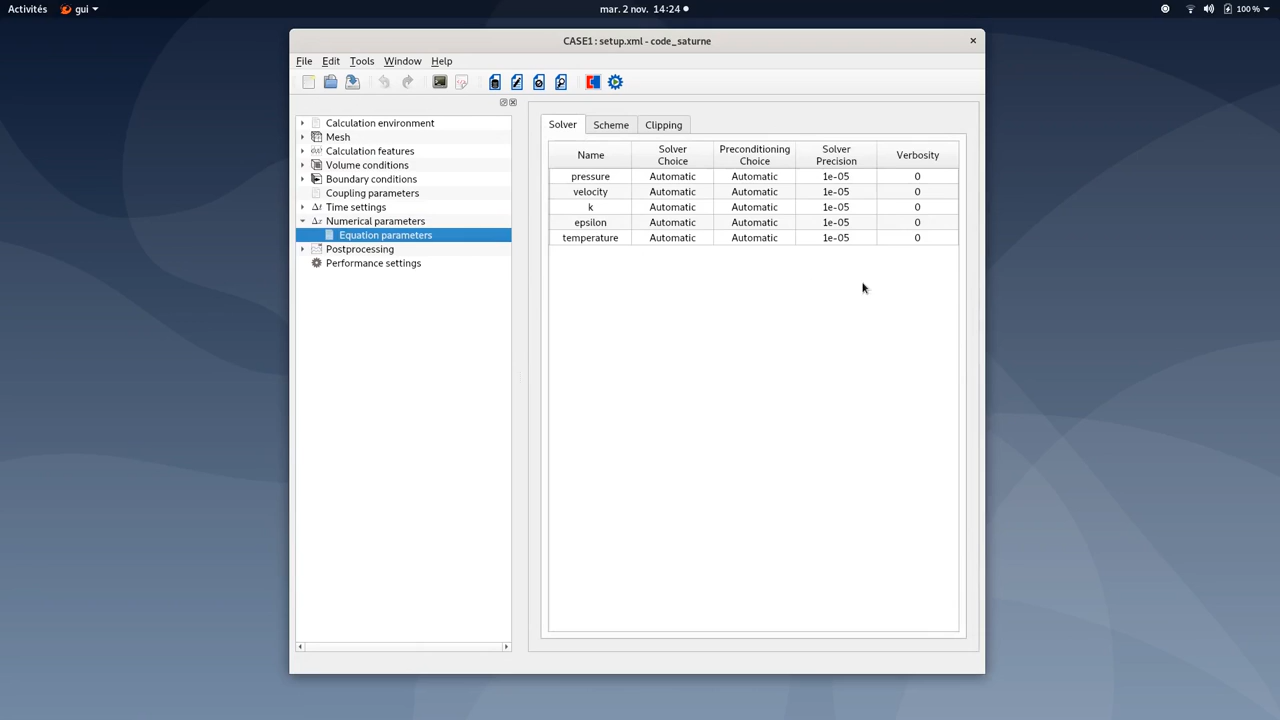 Activités gui mar. 2 nov. 14:24 100 %
CASE1 : setup.xml - code_saturne
File Edit Tools Window Help
Calculation environment
Mesh
Calculation features
Volume conditions
Boundary conditions
Coupling parameters
Δt Time settings
Δx Numerical parameters
Equation parameters
Postprocessing
Performance settings
Solver Scheme Clipping
Name Solver Choice Preconditioning Choice Solver Precision Verbosity
pressure Automatic Automatic 1e-05 0
velocity Automatic Automatic 1e-05 0
k Automatic Automatic 1e-05 0
epsilon Automatic Automatic 1e-05 0
temperature Automatic Automatic 1e-05 0